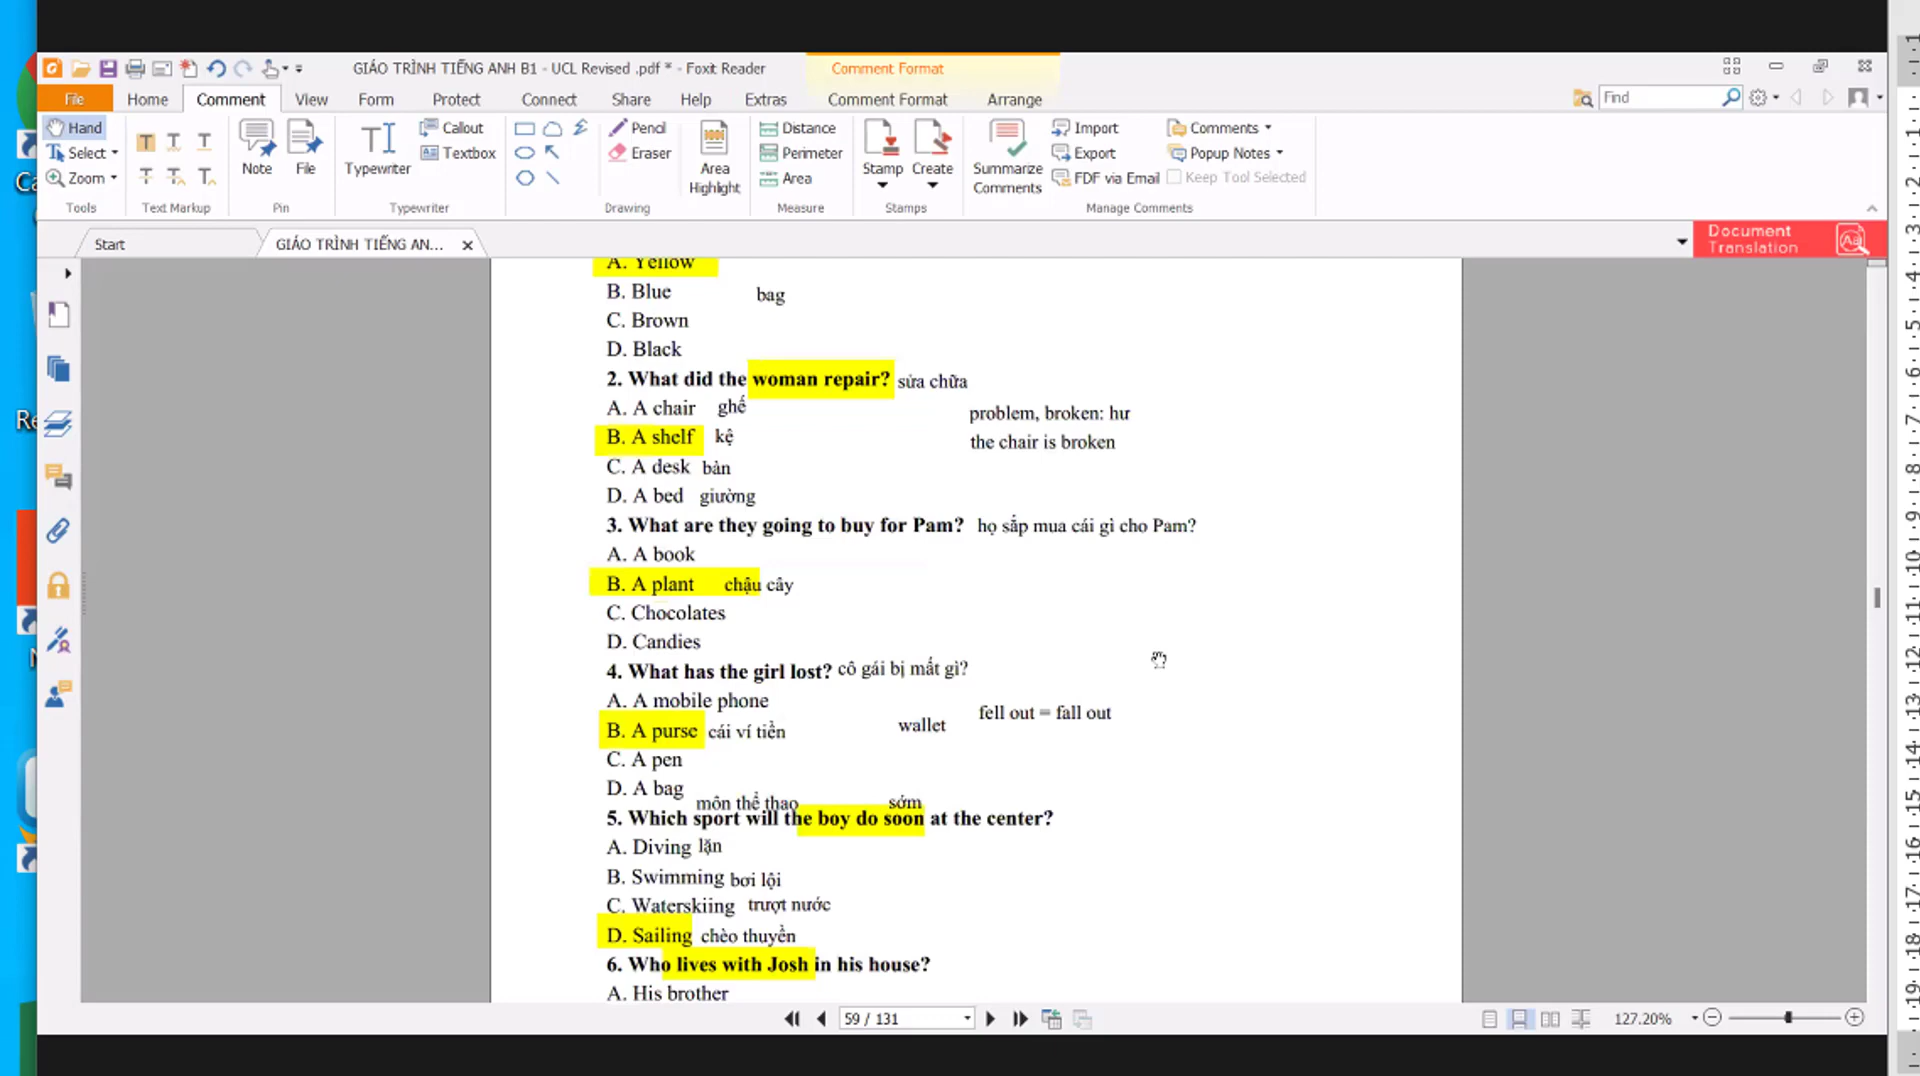 GIÁO TRÌNH TIẾNG ANH B1 - UCL Revised .pdf * - Foxit Reader
Comment Format
File Home Comment View Form Protect Connect Share Help Extras Comment Format Arrange
Find
Hand
Select
Zoom
Tools
Text Markup
Note
File
Pin
Typewriter
Callout
Textbox
Typewriter
Pencil
Eraser
Area Highlight
Drawing
Distance
Perimeter
Area
Measure
Stamp
Create
Stamps
Summarize Comments
Import
Export
FDF via Email
Comments
Popup Notes
Keep Tool Selected
Manage Comments
Start
GIÁO TRÌNH TIẾNG AN...
Document
Translation
A. Yellow
B. Blue bag
C. Brown
D. Black
2. What did the woman repair? sửa chữa
A. A chair ghế
problem, broken: hư
B. A shelf kệ
the chair is broken
C. A desk bàn
D. A bed giường
3. What are they going to buy for Pam? họ sắp mua cái gì cho Pam?
A. A book
B. A plant chậu cây
C. Chocolates
D. Candies
4. What has the girl lost? cô gái bị mất gì?
A. A mobile phone
fell out = fall out
B. A purse cái ví tiền wallet
C. A pen
D. A bag
môn thể thao sớm
5. Which sport will the boy do soon at the center?
A. Diving lặn
B. Swimming bơi lội
C. Waterskiing trượt nước
D. Sailing chèo thuyền
6. Who lives with Josh in his house?
A. His brother
59 / 131
127.20%